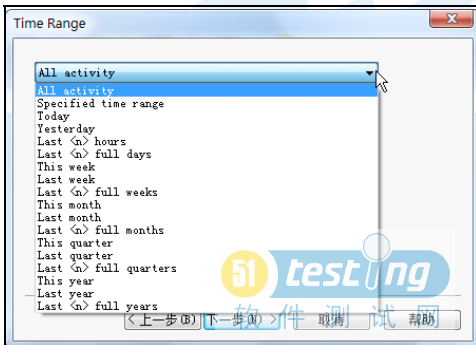 Time Range
All activity
All activity
Specified time range
Today
Yesterday
Last <n> hours
Last <n> full days
This week
Last week
Last <n> full weeks
This month
Last month
Last <n> full months
This quarter
Last quarter
Last <n> full quarters
This year
Last year
Last <n> full years
51 testing
软件测试网
<上一步(B) 下一步(N)> 取消 帮助